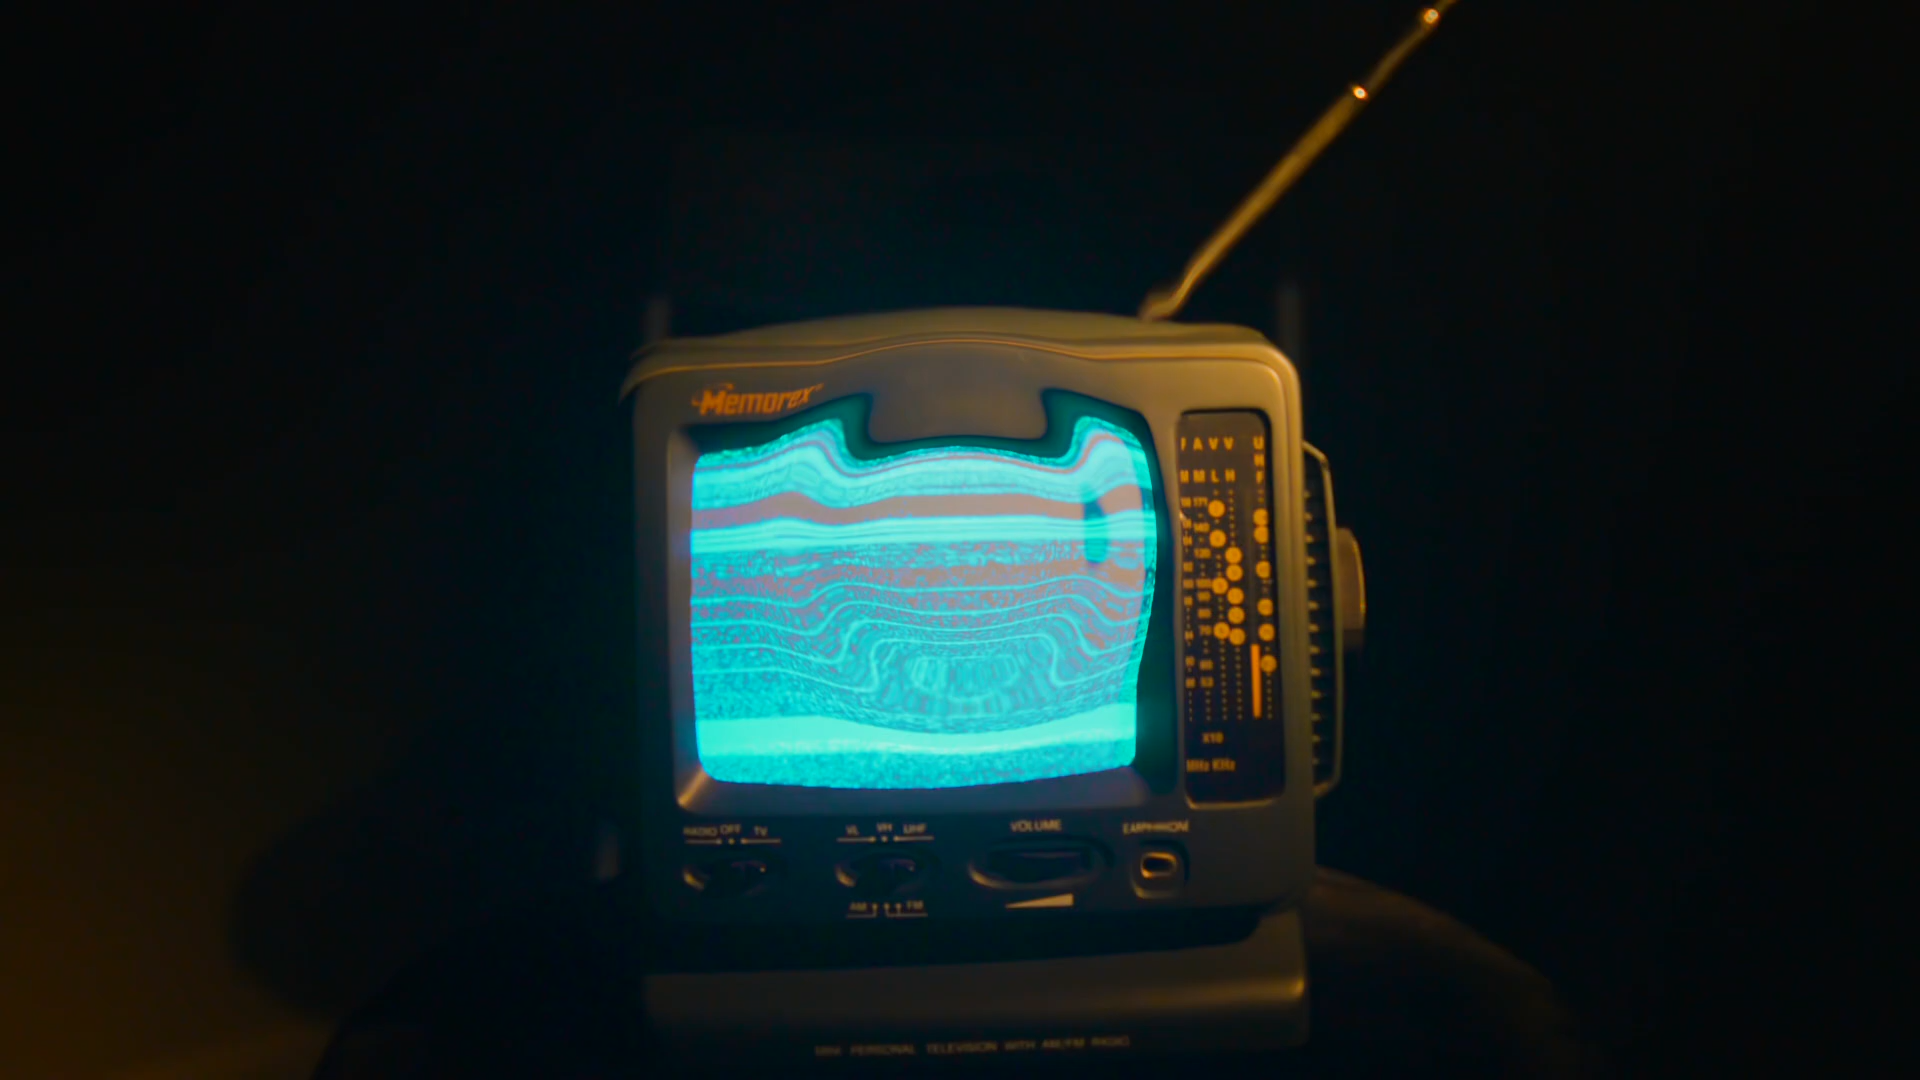 Memorex
F A V V U
M M L H H
F
X10
MHz KHz
RADIO OFF TV
VL VH UHF
VOLUME
EARPHONE
AM FM
MINI PERSONAL TELEVISION WITH AM/FM RADIO